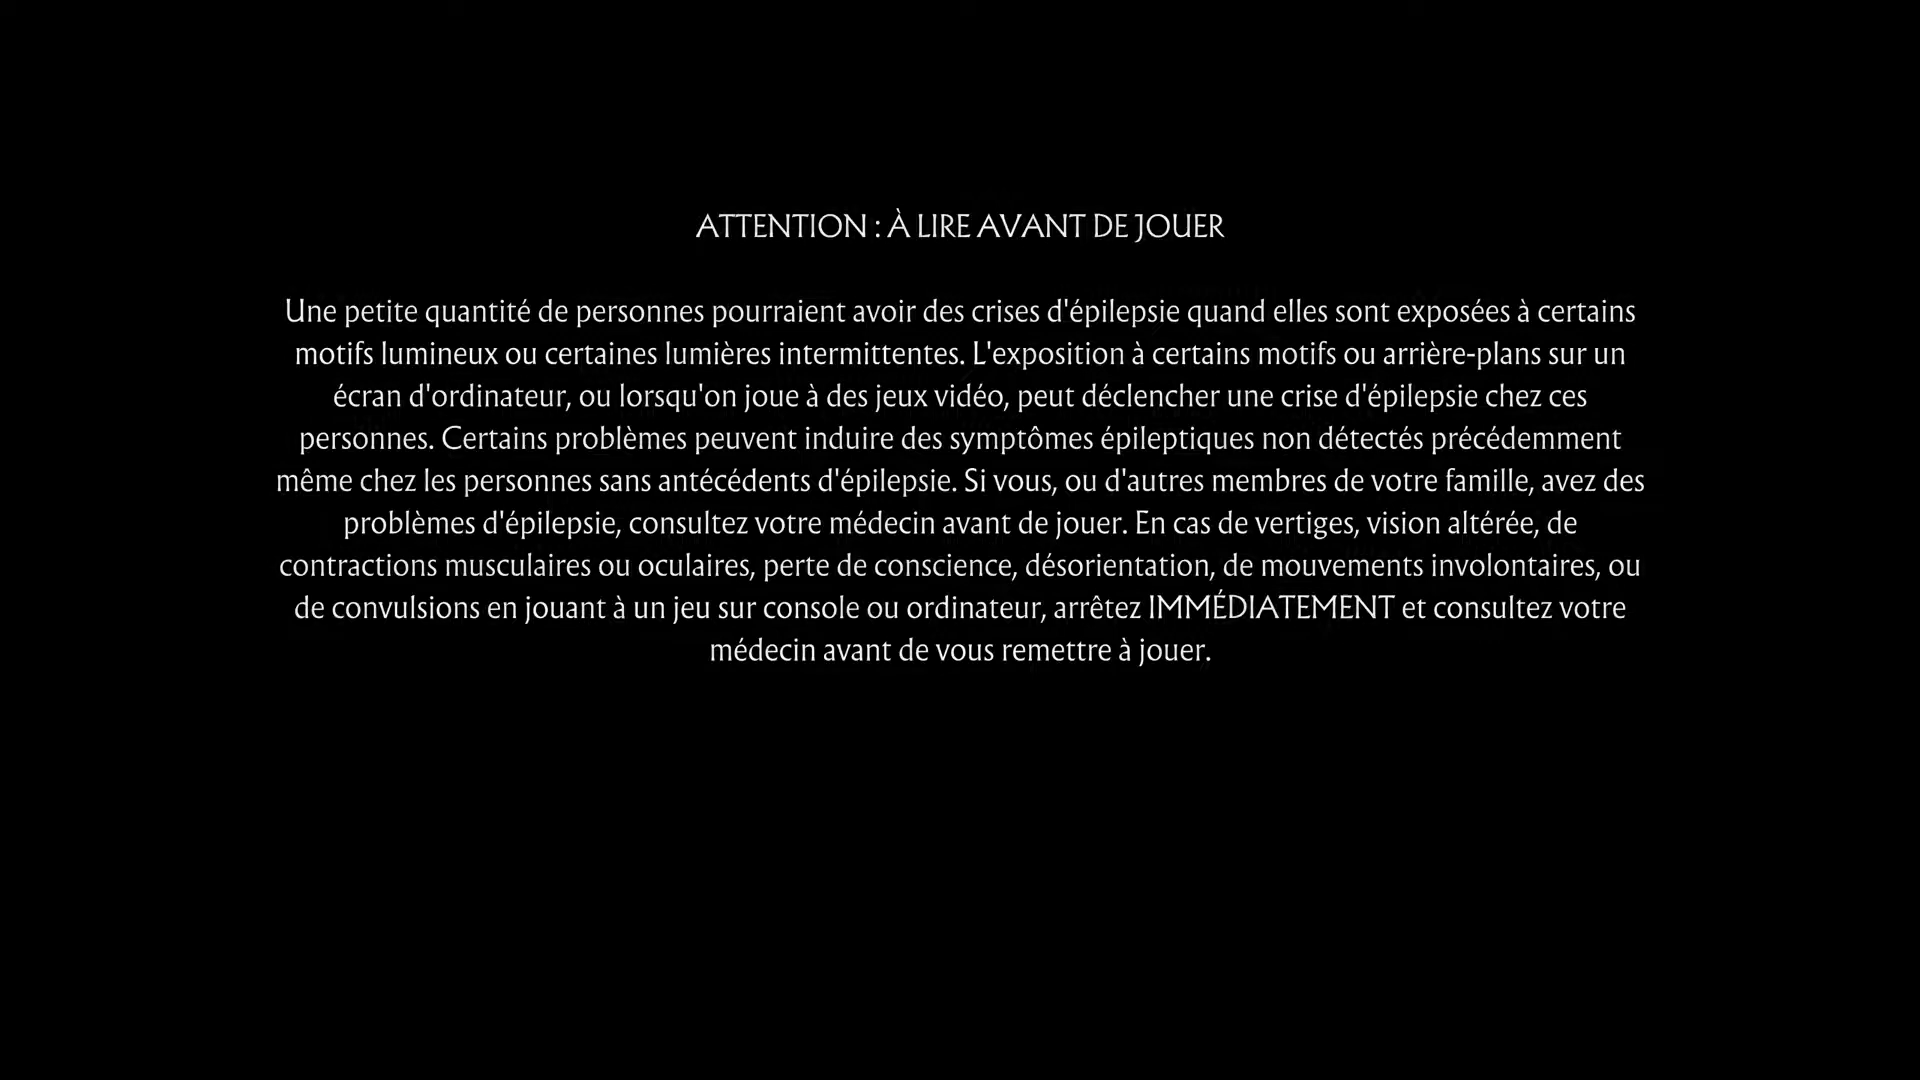 ATTENTION : À LIRE AVANT DE JOUER
Une petite quantité de personnes pourraient avoir des crises d'épilepsie quand elles sont exposées à certains
motifs lumineux ou certaines lumières intermittentes. L'exposition à certains motifs ou arrière-plans sur un
écran d'ordinateur, ou lorsqu'on joue à des jeux vidéo, peut déclencher une crise d'épilepsie chez ces
personnes. Certains problèmes peuvent induire des symptômes épileptiques non détectés précédemment
même chez les personnes sans antécédents d'épilepsie. Si vous, ou d'autres membres de votre famille, avez des
problèmes d'épilepsie, consultez votre médecin avant de jouer. En cas de vertiges, vision altérée, de
contractions musculaires ou oculaires, perte de conscience, désorientation, de mouvements involontaires, ou
de convulsions en jouant à un jeu sur console ou ordinateur, arrêtez IMMÉDIATEMENT et consultez votre
médecin avant de vous remettre à jouer.